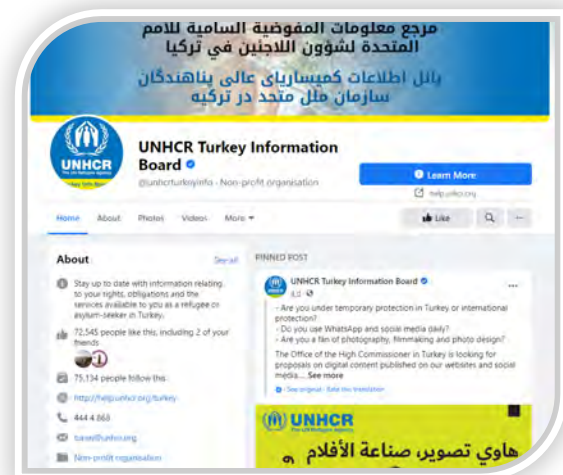 مرجع معلومات المفوضية السامية للأمم
المتحدة لشؤون اللاجئين في تركيا
پانل اطلاعات کمیساریای عالی پناهندگان
سازمان ملل متحد در ترکیه
UNHCR
The UN Refugee Agency
UNHCR Turkey Information
Board
@unhcrturkeyinfo · Non-profit organisation
Learn More
help.unhcr.org
Home About Photos Videos More
Like
About
See all
Stay up to date with information relating
to your rights, obligations and the
services available to you as a refugee or
asylum-seeker in Turkey.
72,545 people like this, including 2 of your
friends
75,134 people follow this
http://help.unhcr.org/turkey
444 4 868
@unhcr.org
Non-profit organisation
PINNED POST
UNHCR Turkey Information Board
- Are you under temporary protection in Turkey or international
protection?
- Do you use WhatsApp and social media daily?
- Are you a fan of photography, filmmaking and photo design?
The Office of the High Commissioner in Turkey is looking for
proposals on digital content published on our websites and social
media.... See more
See original · Rate this translation
UNHCR
هاوي تصوير، صناعة الأفلام و